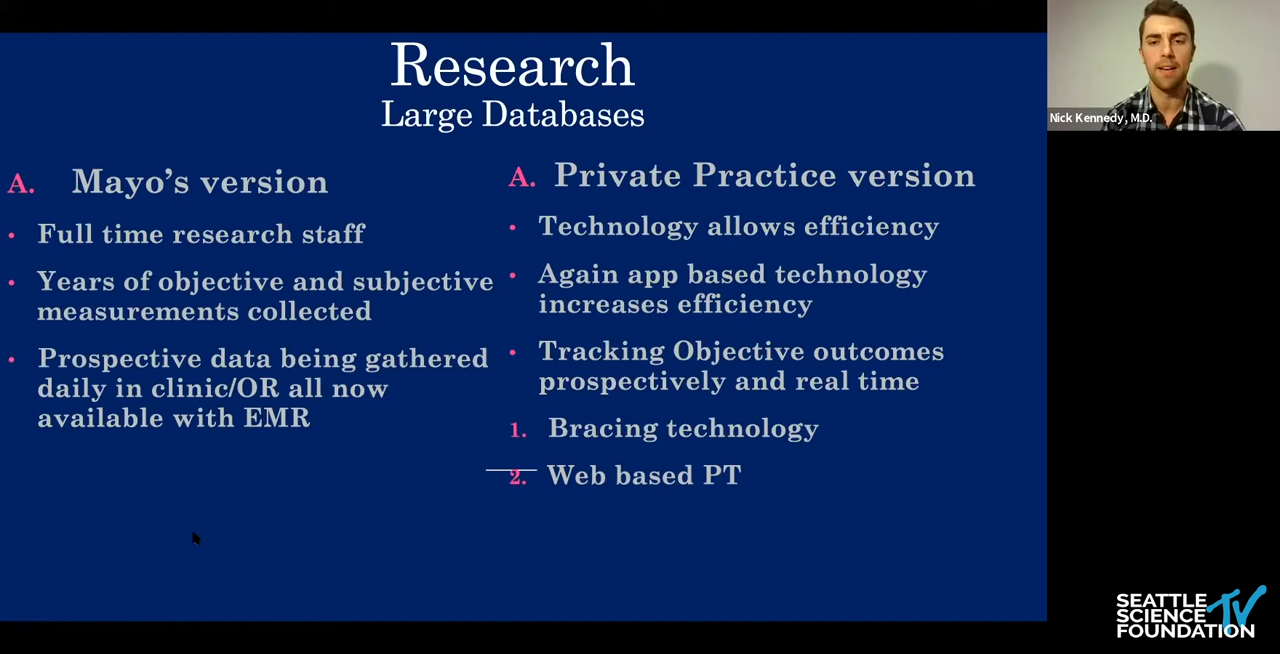 Research
Large Databases
A. Mayo's version
• Full time research staff
• Years of objective and subjective
measurements collected
• Prospective data being gathered
daily in clinic/OR all now
available with EMR
A. Private Practice version
• Technology allows efficiency
• Again app based technology
increases efficiency
• Tracking Objective outcomes
prospectively and real time
1. Bracing technology
2. Web based PT
Nick Kennedy, M.D.
SEATTLE
SCIENCE TV
FOUNDATION